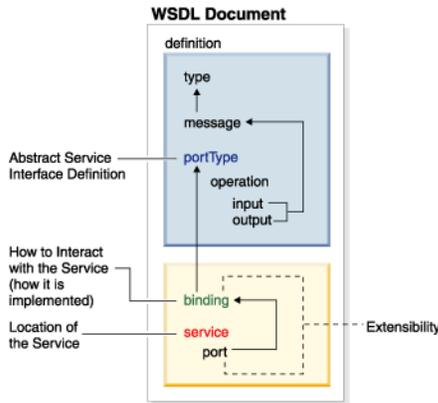 WSDL Document
definition
type
message
Abstract Service
Interface Definition
portType
operation
input
output
How to Interact
with the Service
(how it is
implemented)
binding
Location of
the Service
service
port
Extensibility